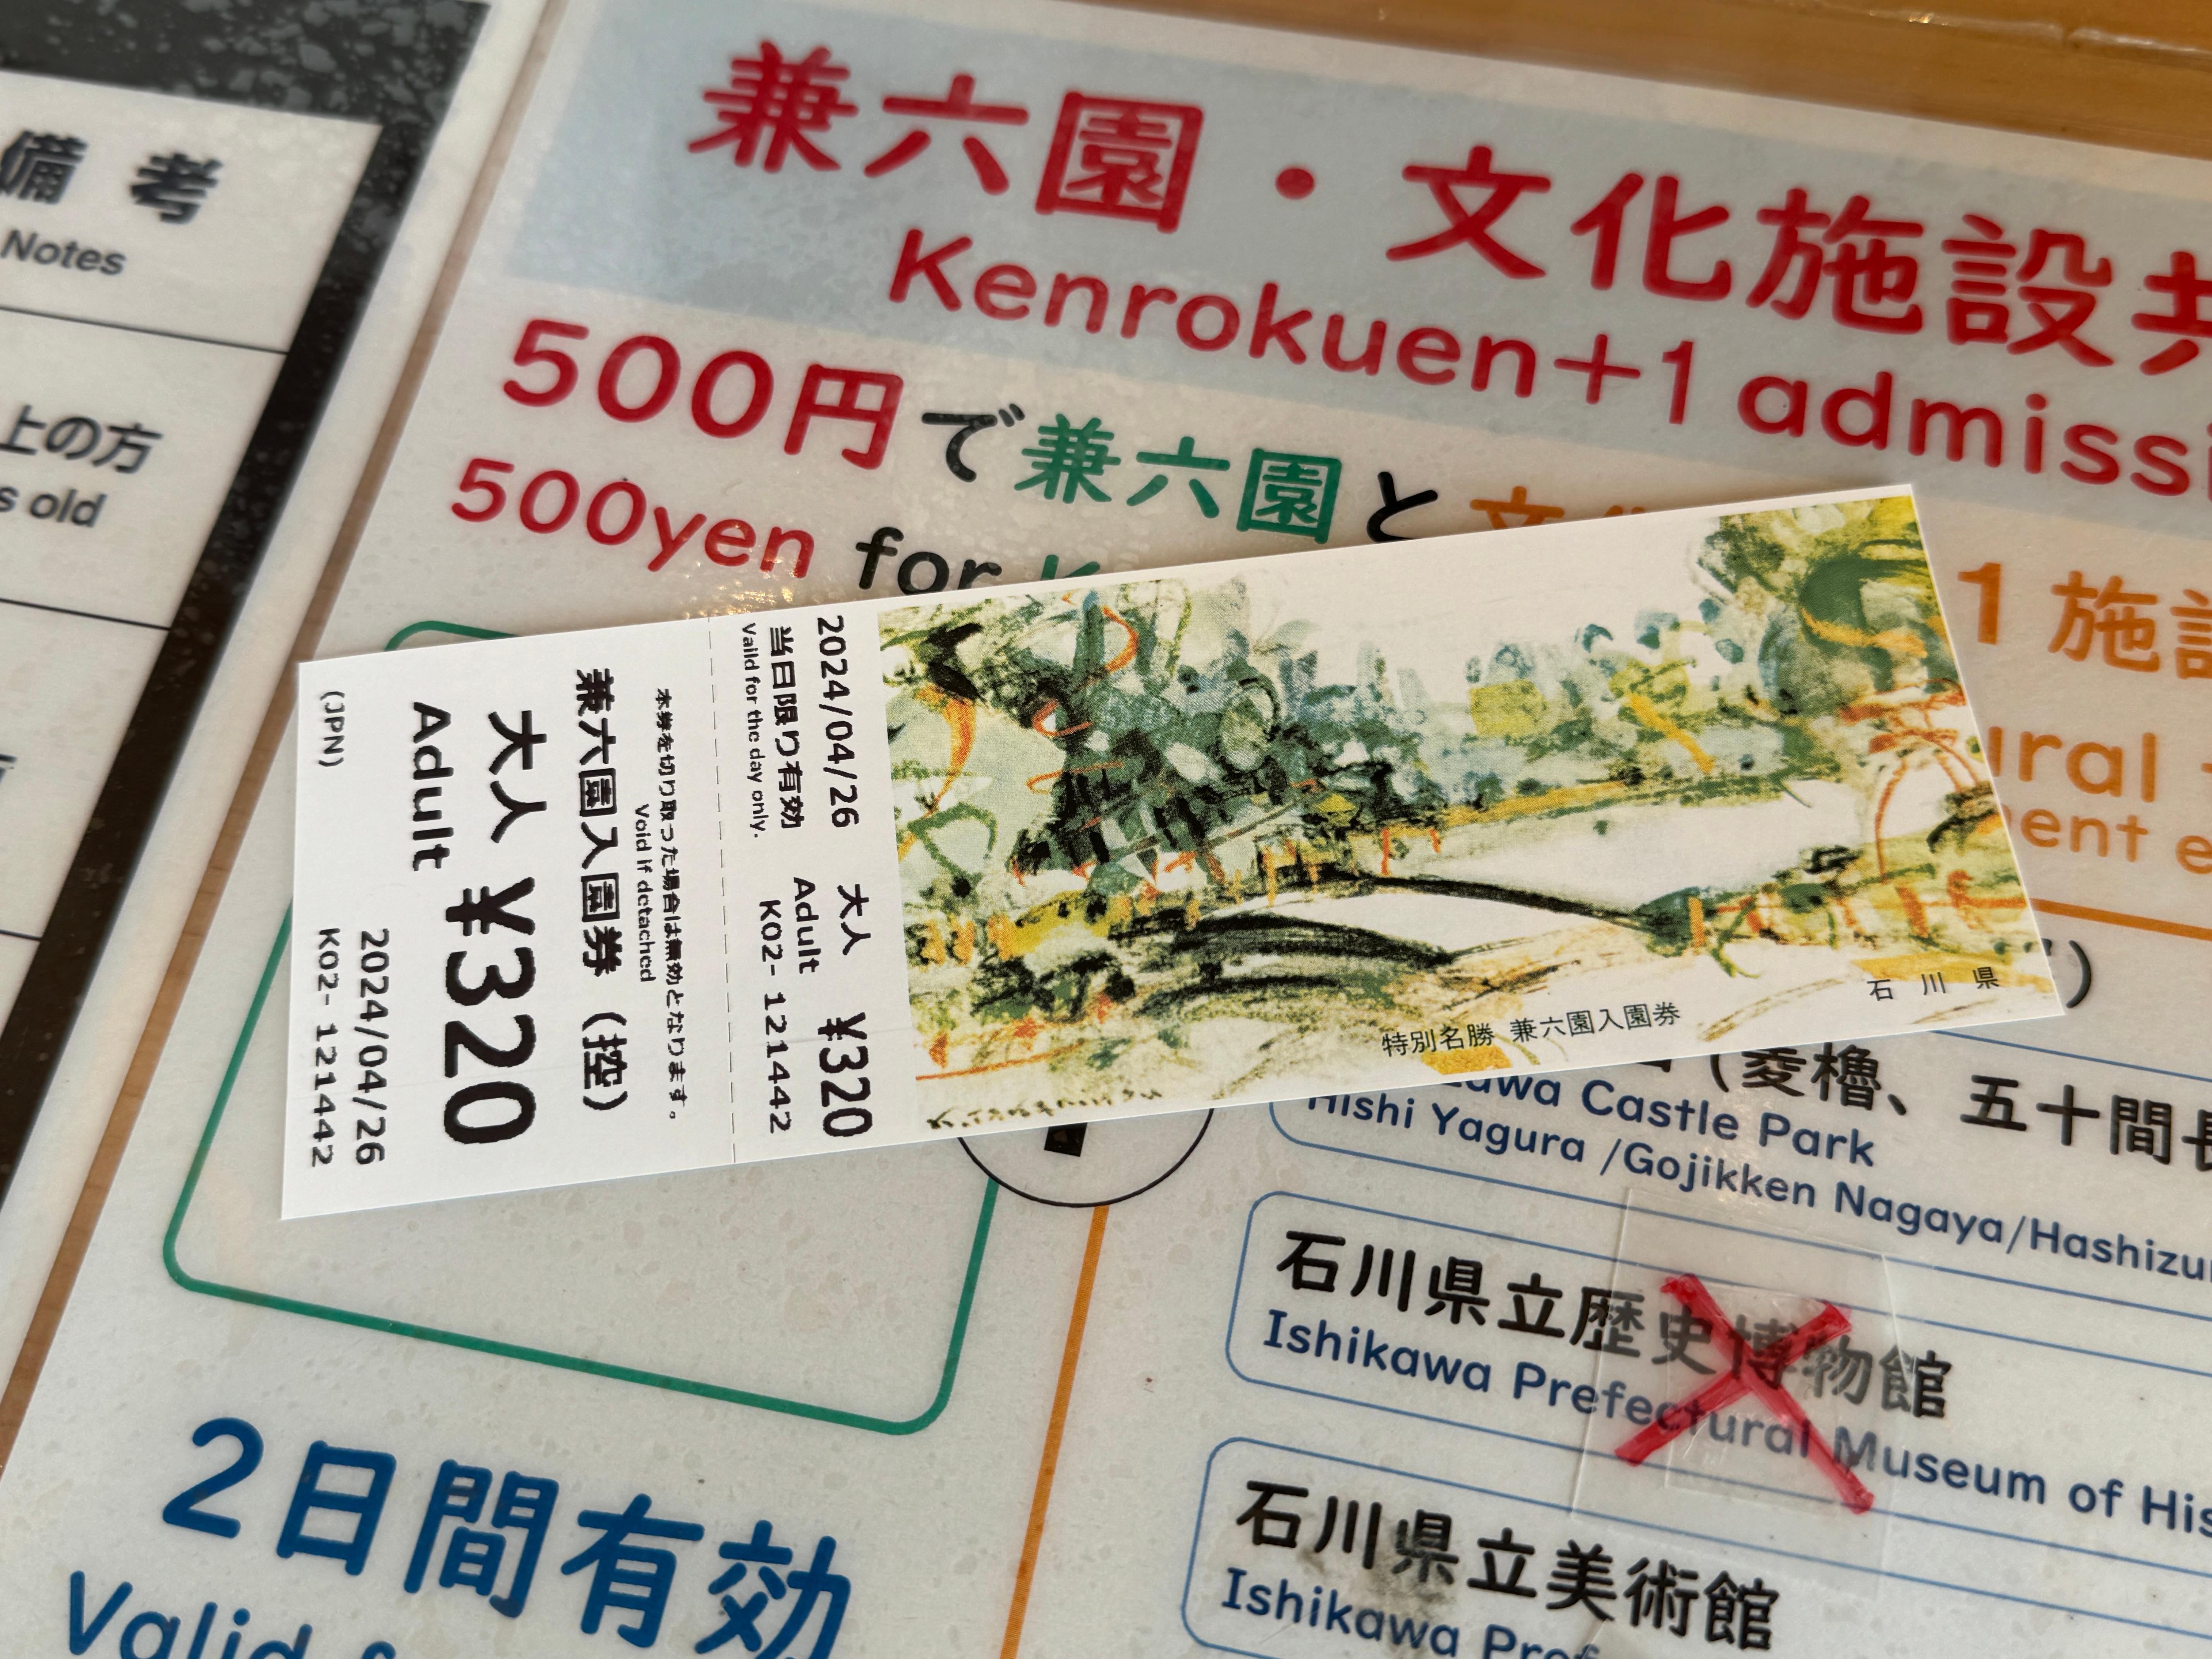 備考
Notes
上の方
s old
兼六園・文化施設共
Kenrokuen+1 admissi
500円で兼六園と文化
1施設
500yen for K
ural
ment e
2024/04/26 大人 ¥320
当日限り有効 Adult
Vaild for the day only. K02- 121442
本券を切り取った場合は無効となります。
Void if detached
兼六園入園券 (控)
大人 ¥320
Adult
2024/04/26
(JPN) K02- 121442
石川県
特別名勝 兼六園入園券
(菱櫓、五十間長
zawa Castle Park
Hishi Yagura /Gojikken Nagaya/Hashizu
石川県立歴史博物館
Ishikawa Prefectural Museum of His
石川県立美術館
Ishikawa Pref
2日間有効
Valid f